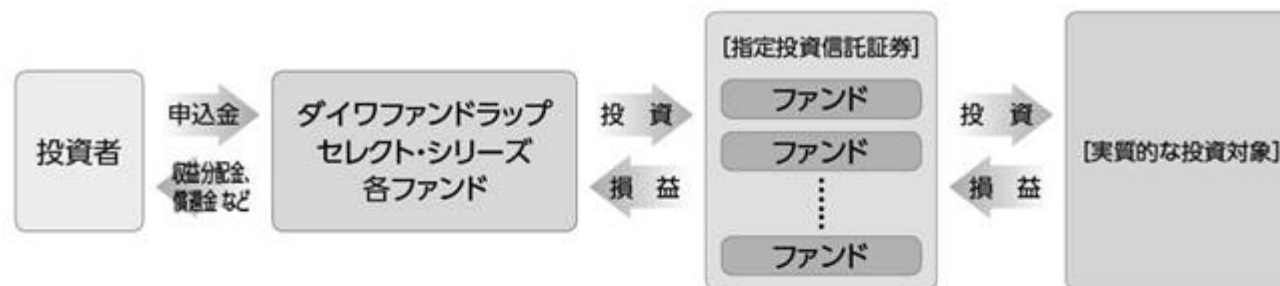 投資者
申込金
収益分配金、
償還金 など
ダイワファンドラップ
セレクト・シリーズ
各ファンド
投 資
損 益
[指定投資信託証券]
ファンド
ファンド
ファンド
投 資
損 益
[実質的な投資対象]